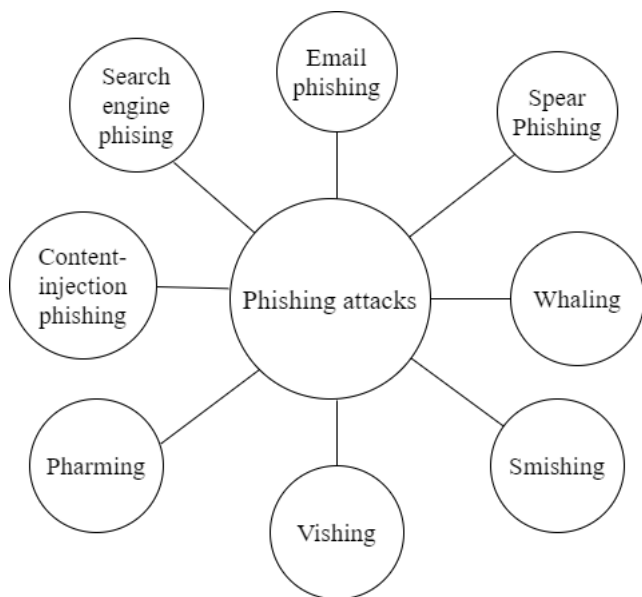 Email
phishing
Spear
Phishing
Whaling
Smishing
Vishing
Pharming
Content-
injection
phishing
Search
engine
phising
Phishing attacks